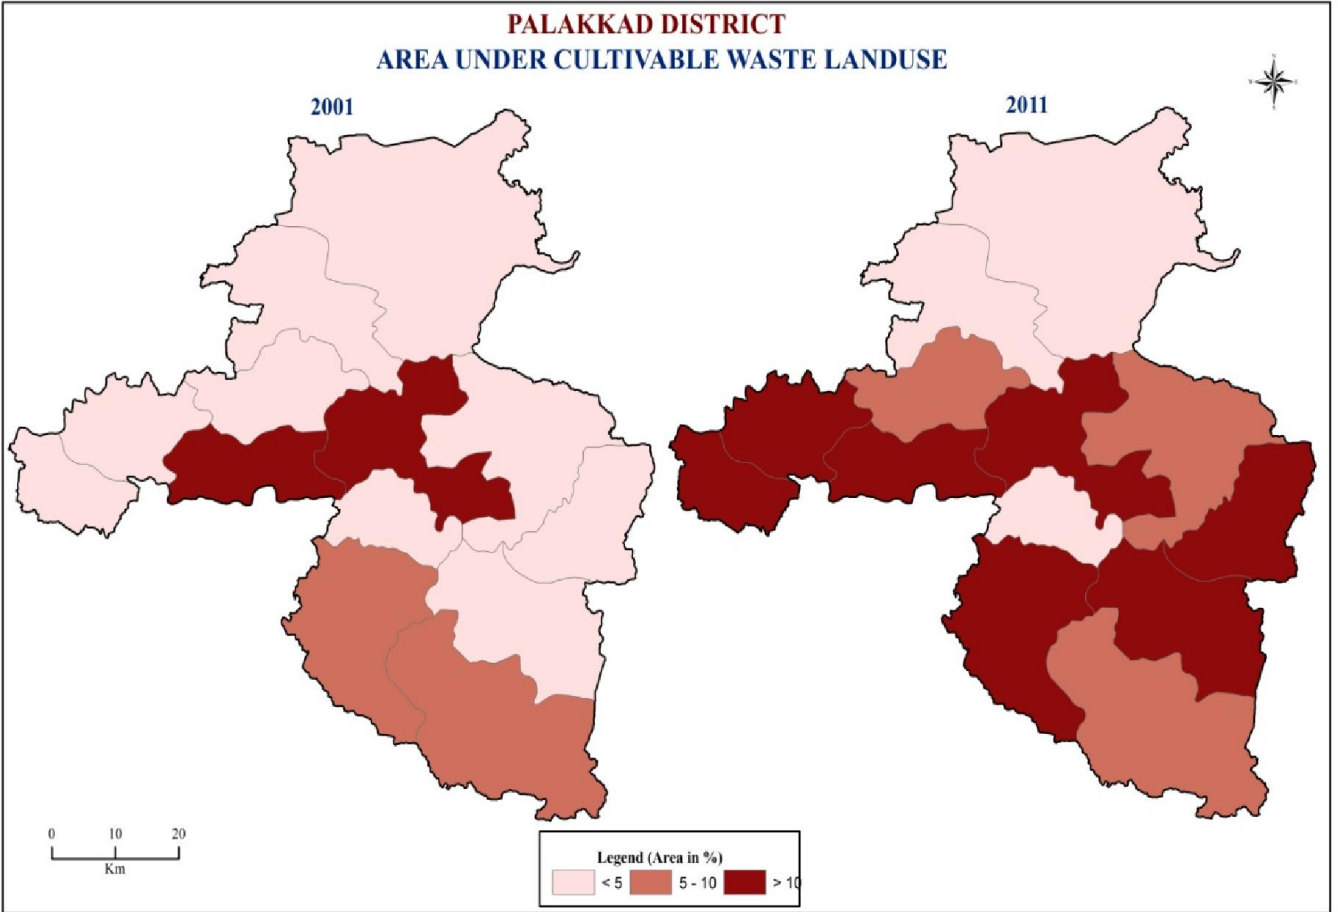 PALAKKAD DISTRICT
AREA UNDER CULTIVABLE WASTE LANDUSE
2001
2011
0 10 20
Km
Legend (Area in %)
< 5 5 - 10 > 10